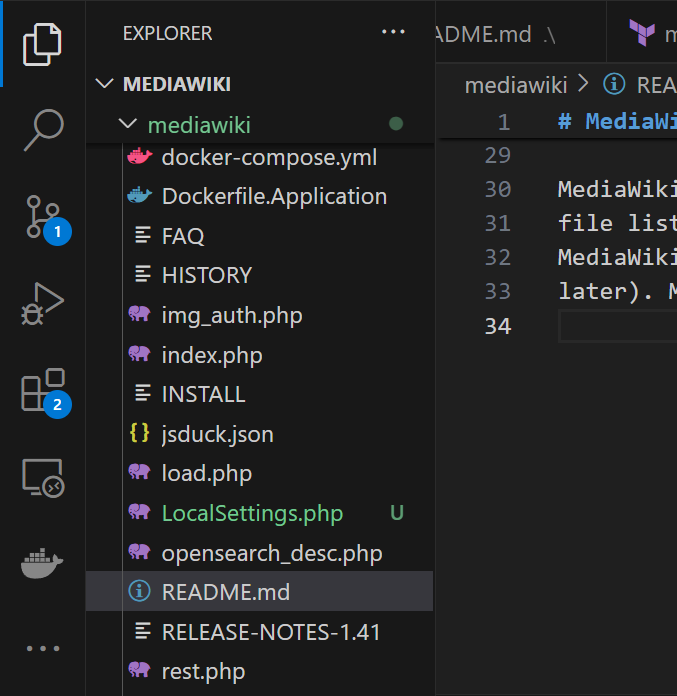 EXPLORER
MEDIAWIKI
mediawiki
docker-compose.yml
Dockerfile.Application
FAQ
HISTORY
img_auth.php
index.php
INSTALL
jsduck.json
load.php
LocalSettings.php U
opensearch_desc.php
README.md
RELEASE-NOTES-1.41
rest.php
1
2
ADME.md .\
mediawiki > REA
1 # MediaWi
29
30 MediaWiki
31 file list
32 MediaWiki
33 later). M
34